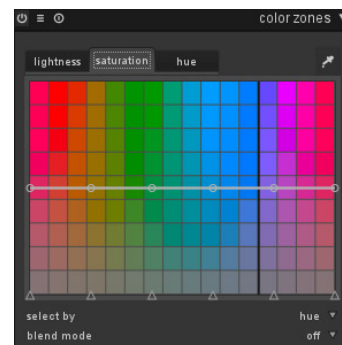 color zones
lightness saturation hue
select by hue
blend mode off